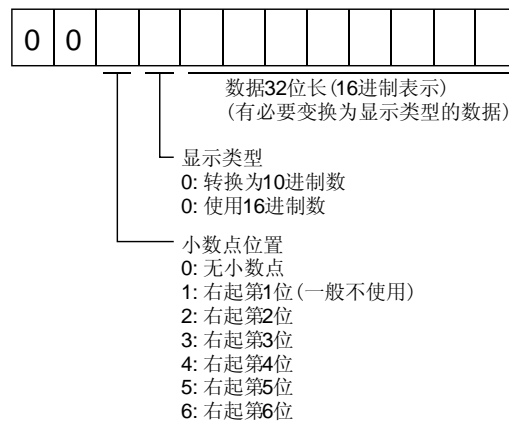 0 0
数据32位长(16进制表示)
(有必要变换为显示类型的数据)
显示类型
0: 转换为10进制数
0: 使用16进制数
小数点位置
0: 无小数点
1: 右起第1位(一般不使用)
2: 右起第2位
3: 右起第3位
4: 右起第4位
5: 右起第5位
6: 右起第6位